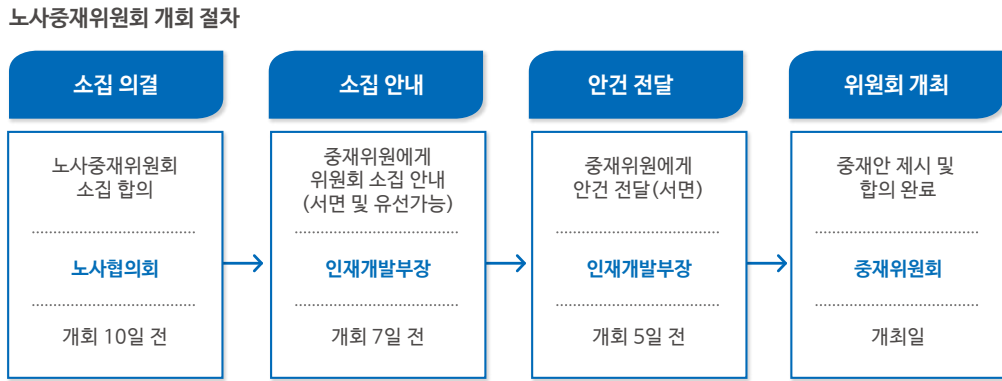 노사중재위원회 개회 절차
소집 의결
노사중재위원회
소집 합의
노사협의회
개회 10일 전
소집 안내
중재위원에게
위원회 소집 안내
(서면 및 유선가능)
인재개발부장
개회 7일 전
안건 전달
중재위원에게
안건 전달(서면)
인재개발부장
개회 5일 전
위원회 개최
중재안 제시 및
합의 완료
중재위원회
개최일